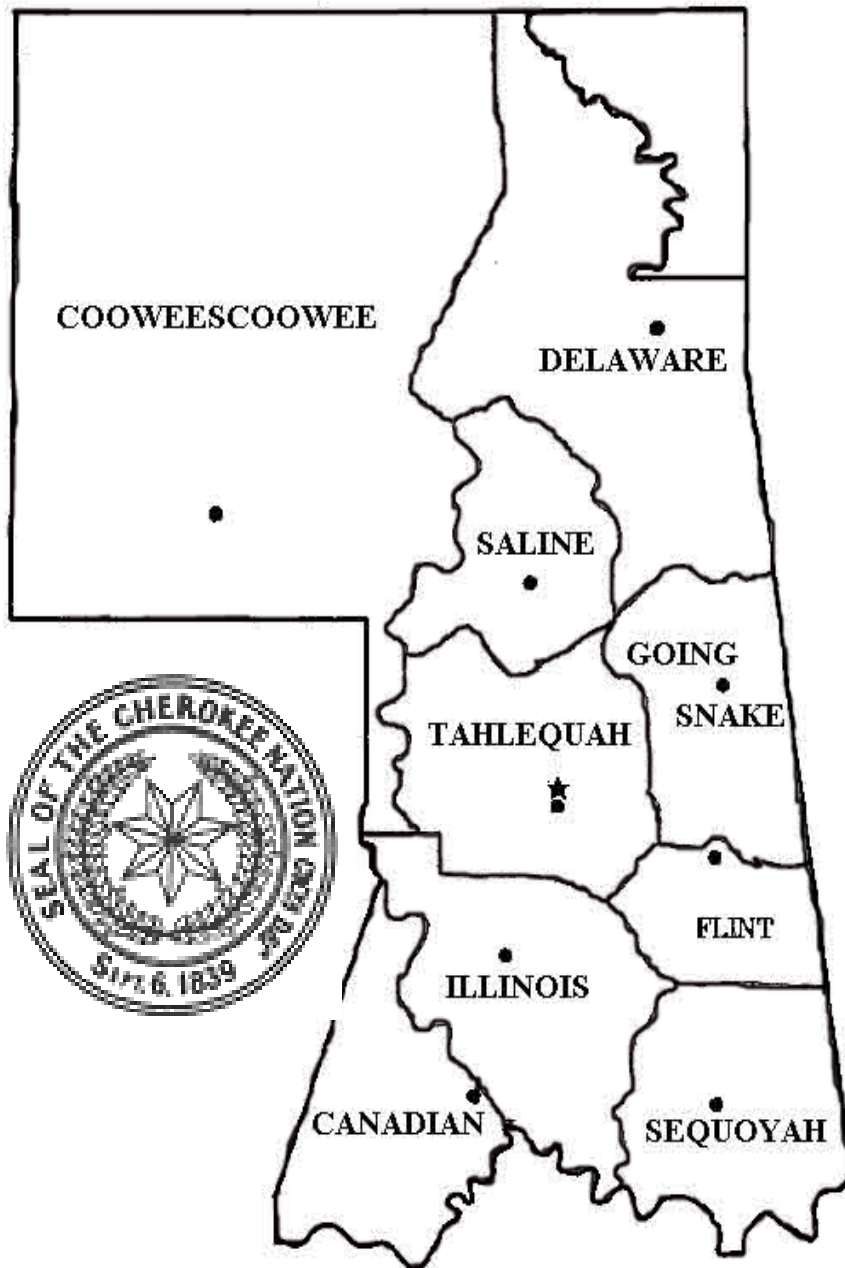 COOWEESCOOWEE
DELAWARE
SALINE
GOING
SNAKE
TAHLEQUAH
SEAL OF THE CHEROKEE NATION
SEPT. 6. 1839
FLINT
ILLINOIS
CANADIAN
SEQUOYAH